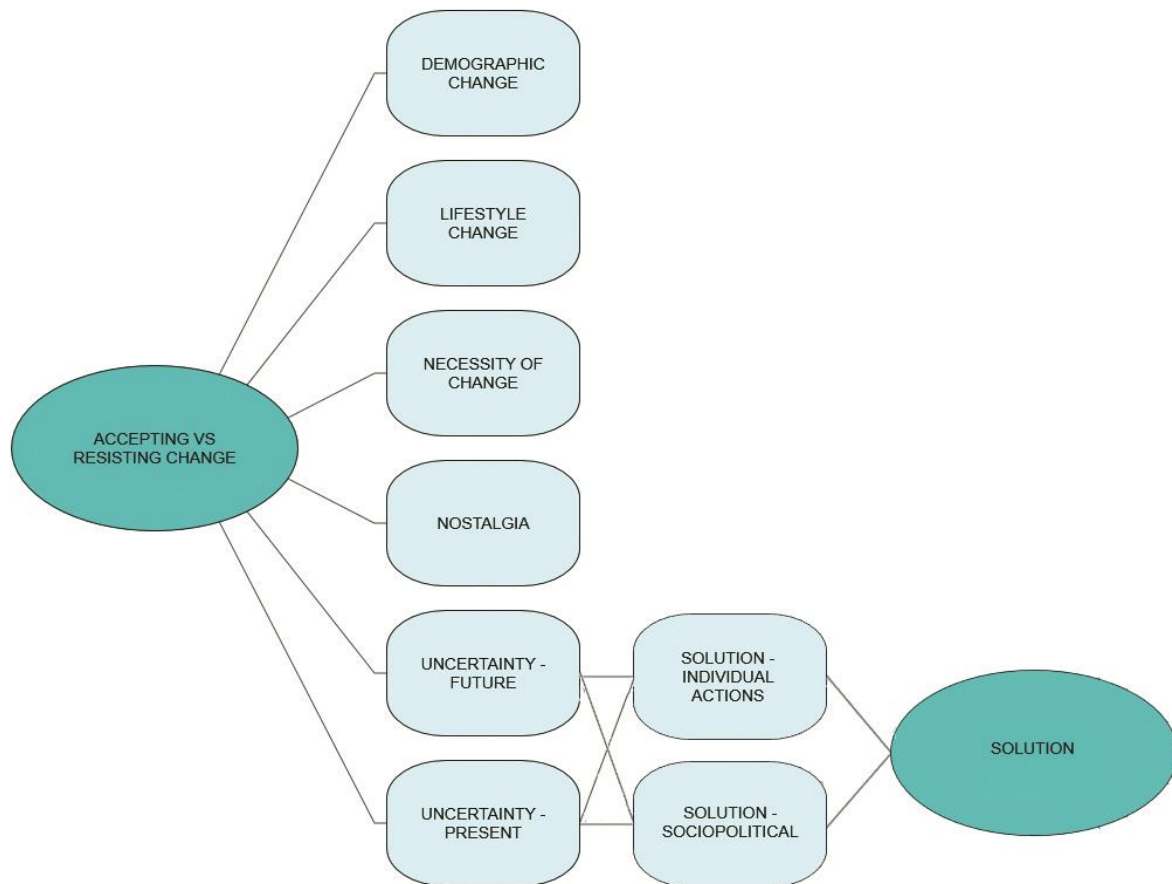 DEMOGRAPHIC
CHANGE
LIFESTYLE
CHANGE
NECESSITY OF
CHANGE
ACCEPTING VS
RESISTING CHANGE
NOSTALGIA
UNCERTAINTY -
FUTURE
SOLUTION -
INDIVIDUAL
ACTIONS
SOLUTION
UNCERTAINTY -
PRESENT
SOLUTION -
SOCIOPOLITICAL